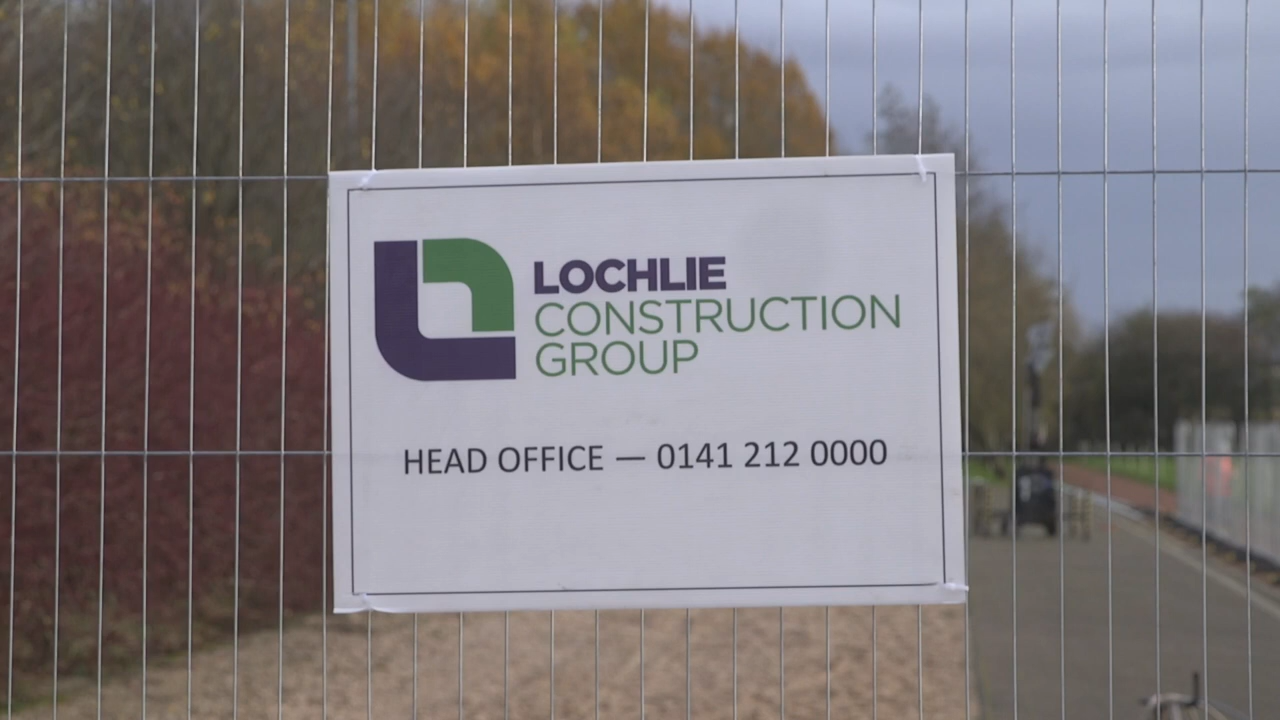 LOCHLIE
CONSTRUCTION
GROUP
HEAD OFFICE — 0141 212 0000